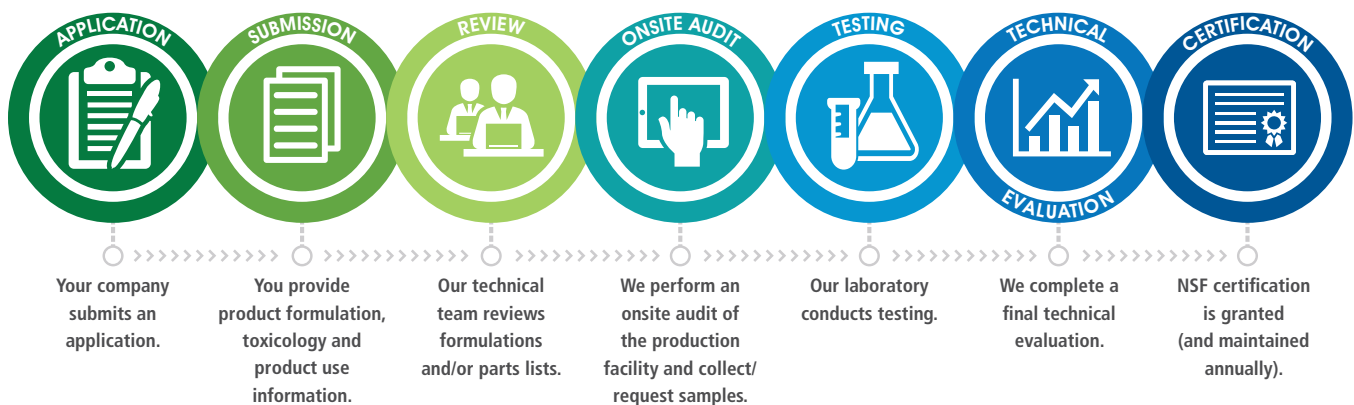 APPLICATION
SUBMISSION
REVIEW
ONSITE AUDIT
TESTING
TECHNICAL
EVALUATION
CERTIFICATION
Your company
submits an
application.
You provide
product formulation,
toxicology and
product use
information.
Our technical
team reviews
formulations
and/or parts lists.
We perform an
onsite audit of
the production
facility and collect/
request samples.
Our laboratory
conducts testing.
We complete a
final technical
evaluation.
NSF certification
is granted
(and maintained
annually).